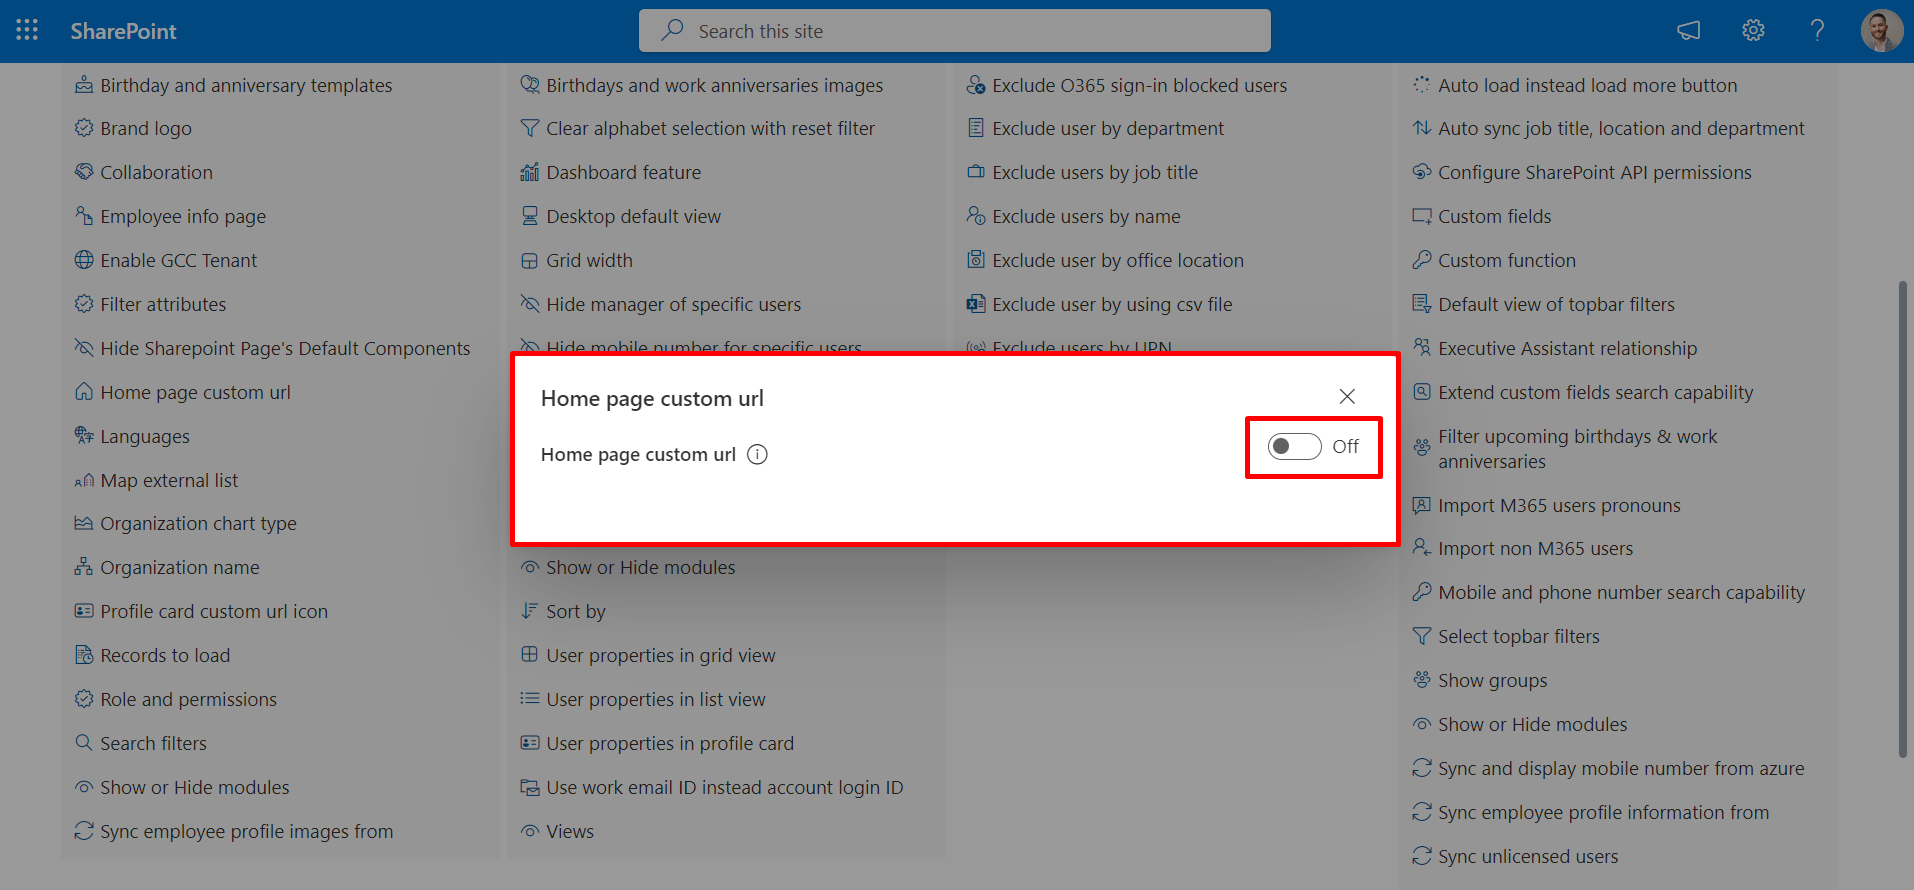 SharePoint
Search this site
Birthday and anniversary templates
Brand logo
Collaboration
Employee info page
Enable GCC Tenant
Filter attributes
Hide Sharepoint Page's Default Components
Home page custom url
Languages
Map external list
Organization chart type
Organization name
Profile card custom url icon
Records to load
Role and permissions
Search filters
Show or Hide modules
Sync employee profile images from
Birthdays and work anniversaries images
Clear alphabet selection with reset filter
Dashboard feature
Desktop default view
Grid width
Hide manager of specific users
Hide mobile number for specific users
Show or Hide modules
Sort by
User properties in grid view
User properties in list view
User properties in profile card
Use work email ID instead account login ID
Views
Exclude O365 sign-in blocked users
Exclude user by department
Exclude users by job title
Exclude users by name
Exclude user by office location
Exclude user by using csv file
Exclude users by UPN
Auto load instead load more button
Auto sync job title, location and department
Configure SharePoint API permissions
Custom fields
Custom function
Default view of topbar filters
Executive Assistant relationship
Extend custom fields search capability
Filter upcoming birthdays & work
anniversaries
Import M365 users pronouns
Import non M365 users
Mobile and phone number search capability
Select topbar filters
Show groups
Show or Hide modules
Sync and display mobile number from azure
Sync employee profile information from
Sync unlicensed users
Home page custom url
Home page custom url
Off